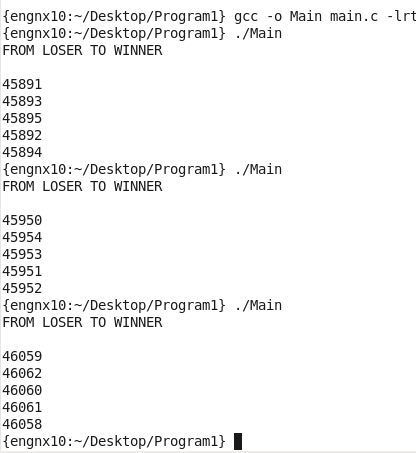 {engnx10:~/Desktop/Program1} gcc -o Main main.c -lrt
{engnx10:~/Desktop/Program1} ./Main
FROM LOSER TO WINNER
45891
45893
45895
45892
45894
{engnx10:~/Desktop/Program1} ./Main
FROM LOSER TO WINNER
45950
45954
45953
45951
45952
{engnx10:~/Desktop/Program1} ./Main
FROM LOSER TO WINNER
46059
46062
46060
46061
46058
{engnx10:~/Desktop/Program1}